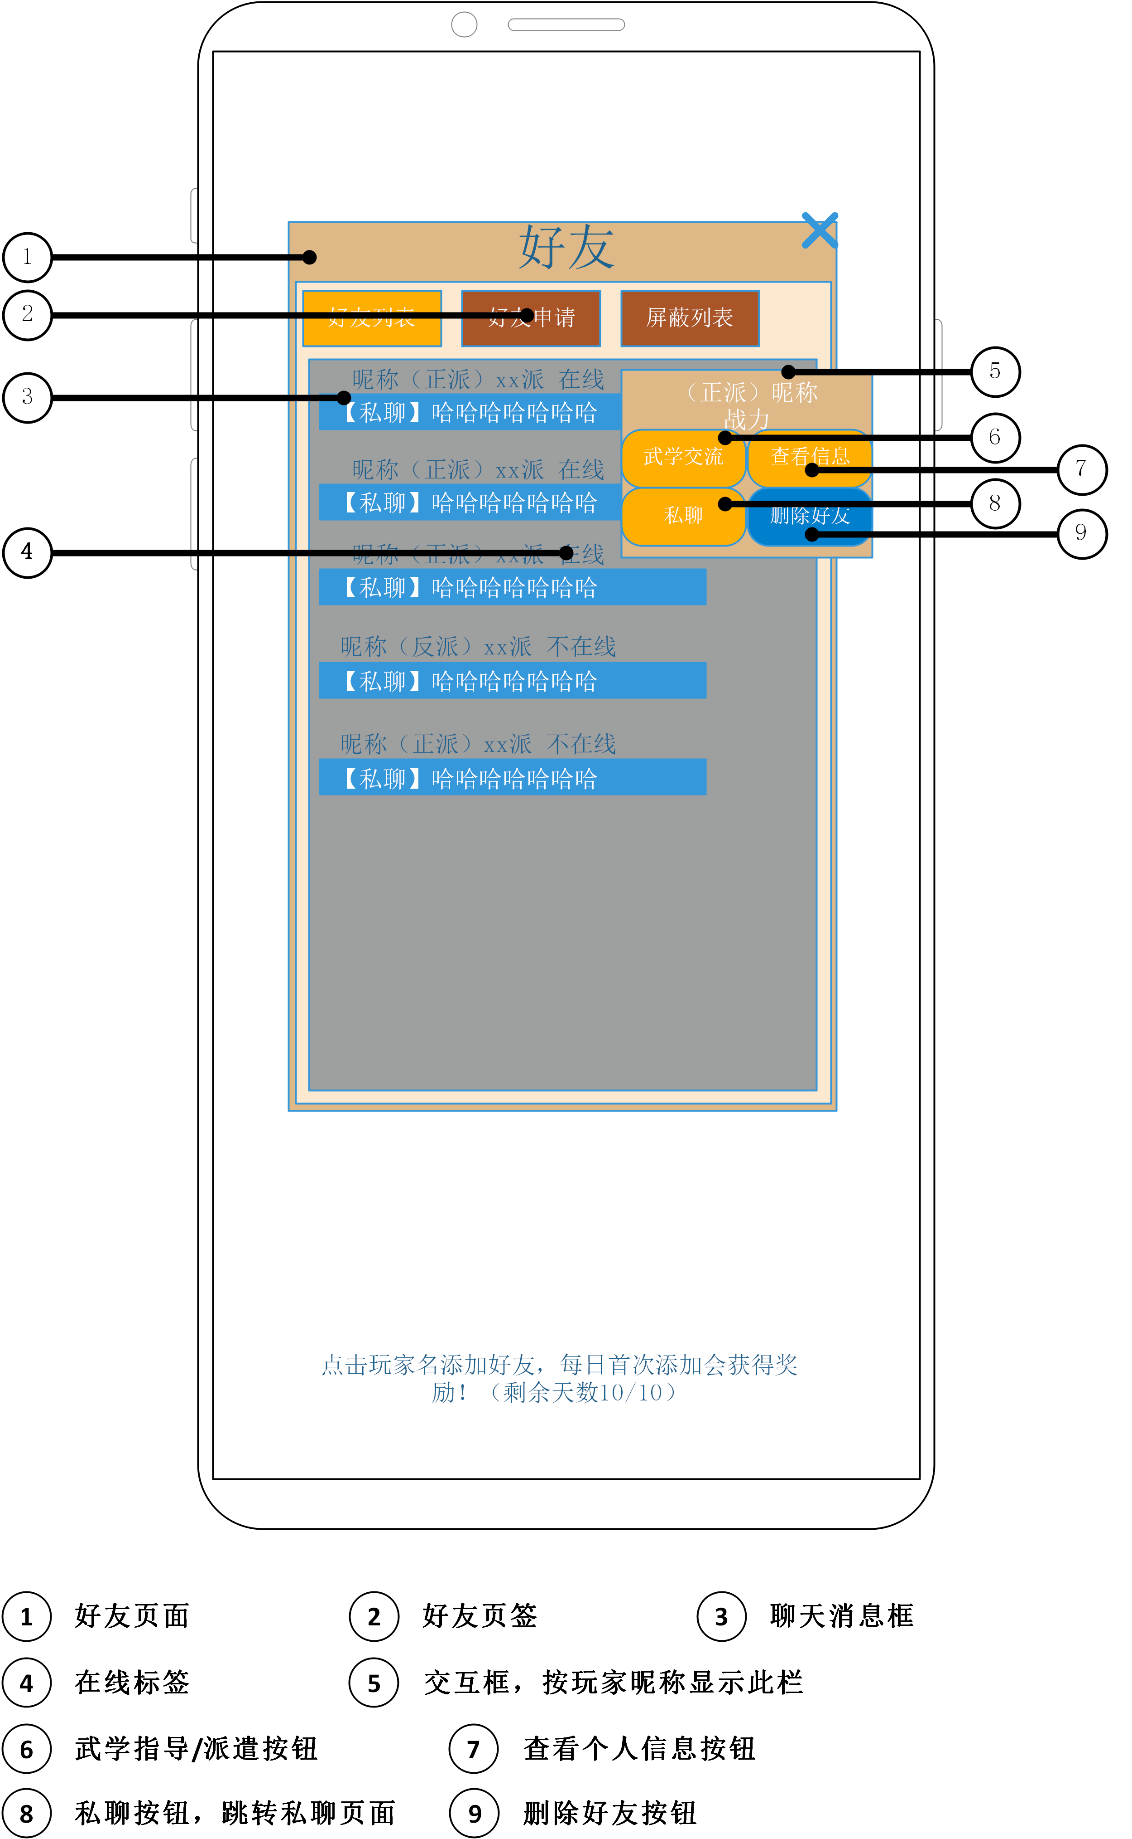 好友
1
2
好友列表
好友申请
屏蔽列表
3
昵称（正派）xx派 在线
【私聊】哈哈哈哈哈哈哈
5
（正派）昵称
战力
6
武学交流
查看信息
7
昵称（正派）xx派 在线
【私聊】哈哈哈哈哈哈哈
8
私聊
删除好友
9
4
昵称（正派）xx派 在线
【私聊】哈哈哈哈哈哈哈
昵称（反派）xx派 不在线
【私聊】哈哈哈哈哈哈哈
昵称（正派）xx派 不在线
【私聊】哈哈哈哈哈哈哈
点击玩家名添加好友，每日首次添加会获得奖
励！（剩余天数10/10）
1 好友页面
2 好友页签
3 聊天消息框
4 在线标签
5 交互框，按玩家昵称显示此栏
6 武学指导/派遣按钮
7 查看个人信息按钮
8 私聊按钮，跳转私聊页面
9 删除好友按钮